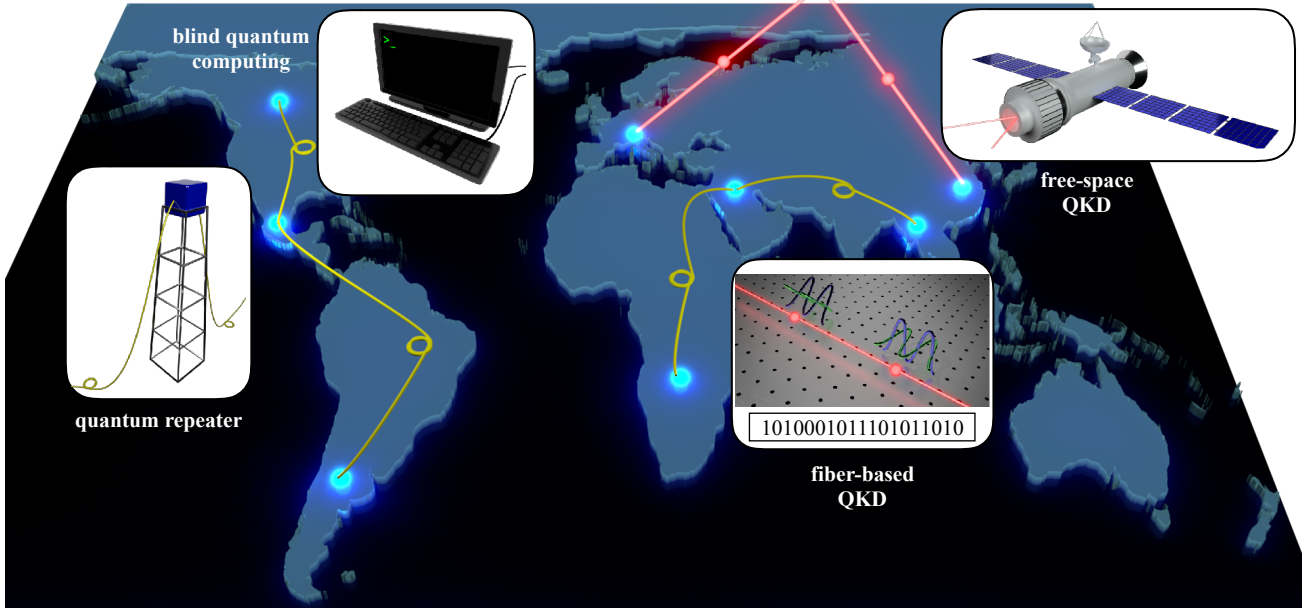 blind quantum
computing
>_
free-space
QKD
quantum repeater
1010001011101011010
fiber-based
QKD